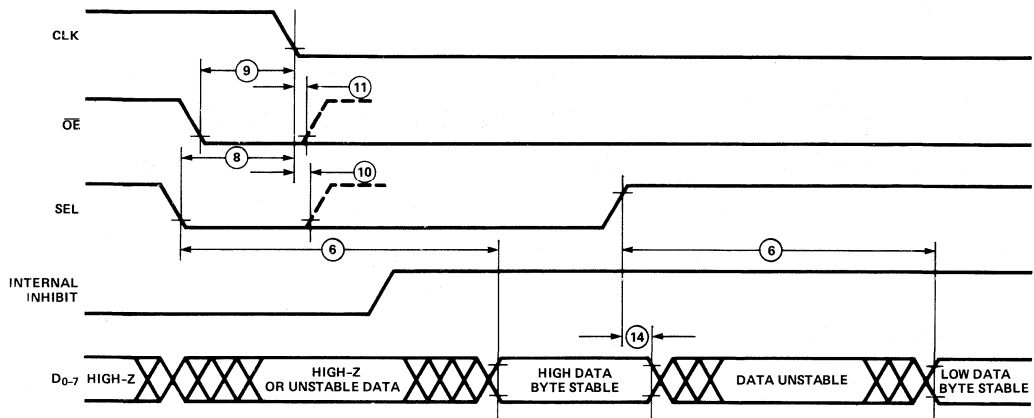 CLK
9
11
OE
8
10
SEL
6
6
INTERNAL
INHIBIT
14
D0-7
HIGH-Z
HIGH-Z
OR UNSTABLE DATA
HIGH DATA
BYTE STABLE
DATA UNSTABLE
LOW DATA
BYTE STABLE